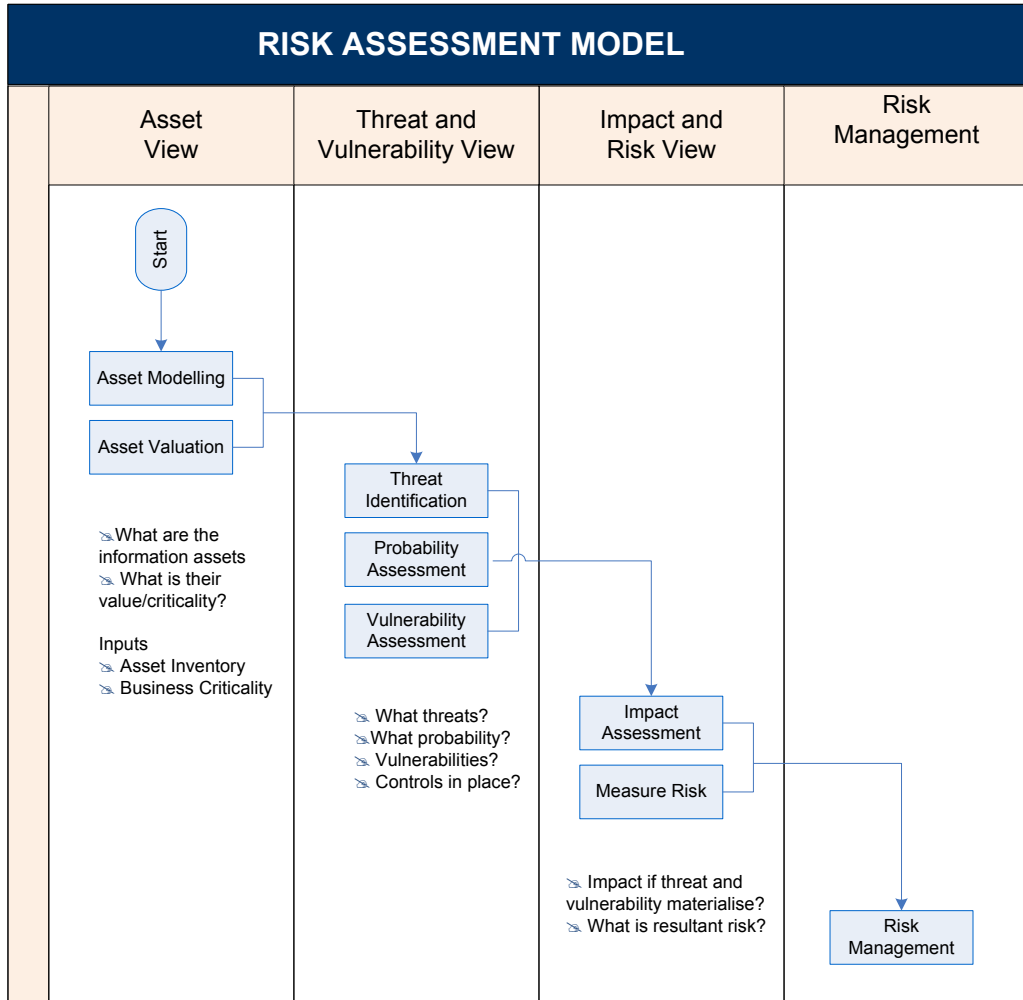 RISK ASSESSMENT MODEL
Asset
View
Threat and
Vulnerability View
Impact and
Risk View
Risk
Management
Start
Asset Modelling
Asset Valuation
What are the
information assets
What is their
value/criticality?
Inputs
Asset Inventory
Business Criticality
Threat
Identification
Probability
Assessment
Vulnerability
Assessment
What threats?
What probability?
Vulnerabilities?
Controls in place?
Impact
Assessment
Measure Risk
Impact if threat and
vulnerability materialise?
What is resultant risk?
Risk
Management